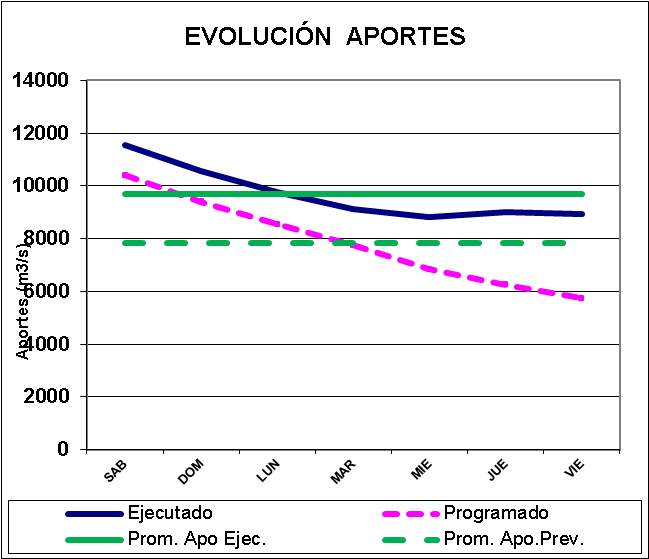 EVOLUCIÓN APORTES
14000
12000
10000
8000
6000
4000
2000
0
Aportes (m3/s)
SAB DOM LUN MAR MIE JUE VIE
Ejecutado Programado
Prom. Apo Ejec. Prom. Apo.Prev.